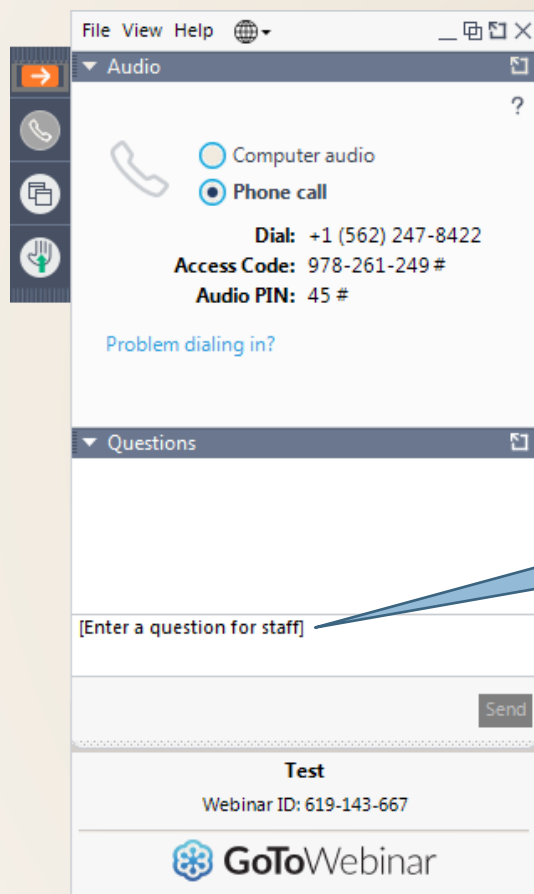 File View Help
Audio
?
Computer audio
Phone call
Dial: +1 (562) 247-8422
Access Code: 978-261-249 #
Audio PIN: 45 #
Problem dialing in?
Questions
[Enter a question for staff]
Send
Test
Webinar ID: 619-143-667
GoToWebinar